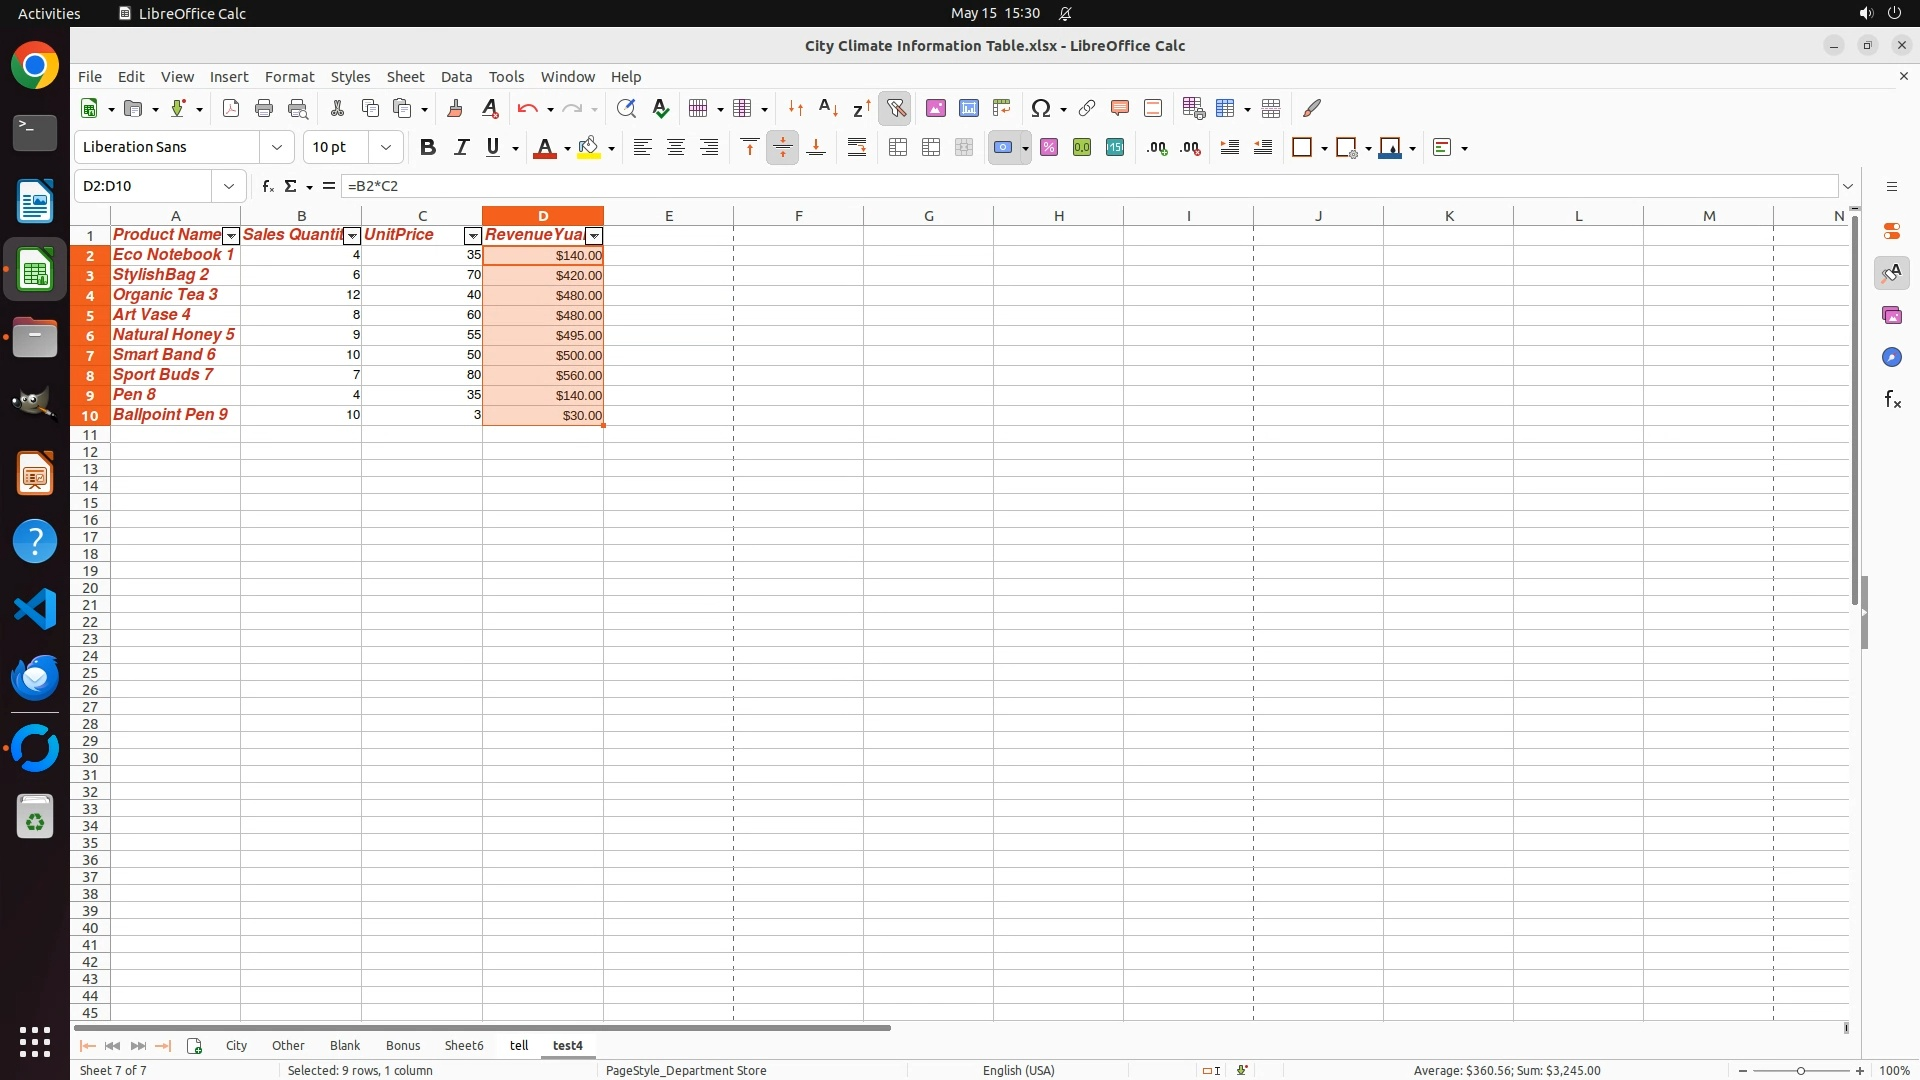 Activities
LibreOffice Calc
May 15 15:30
City Climate Information Table.xlsx - LibreOffice Calc
File Edit View Insert Format Styles Sheet Data Tools Window Help
Liberation Sans
10 pt
D2:D10
=B2*C2
A B C D E F G H I J K L M N
1 Product Name Sales Quantit UnitPrice RevenueYua
2 Eco Notebook 1 4 35 $140.00
3 StylishBag 2 6 70 $420.00
4 Organic Tea 3 12 40 $480.00
5 Art Vase 4 8 60 $480.00
6 Natural Honey 5 9 55 $495.00
7 Smart Band 6 10 50 $500.00
8 Sport Buds 7 7 80 $560.00
9 Pen 8 4 35 $140.00
10 Ballpoint Pen 9 10 3 $30.00
11
12
13
14
15
16
17
18
19
20
21
22
23
24
25
26
27
28
29
30
31
32
33
34
35
36
37
38
39
40
41
42
43
44
45
City Other Blank Bonus Sheet6 tell test4
Sheet 7 of 7 Selected: 9 rows, 1 column PageStyle_Department Store English (USA) Average: $360.56; Sum: $3,245.00 100%